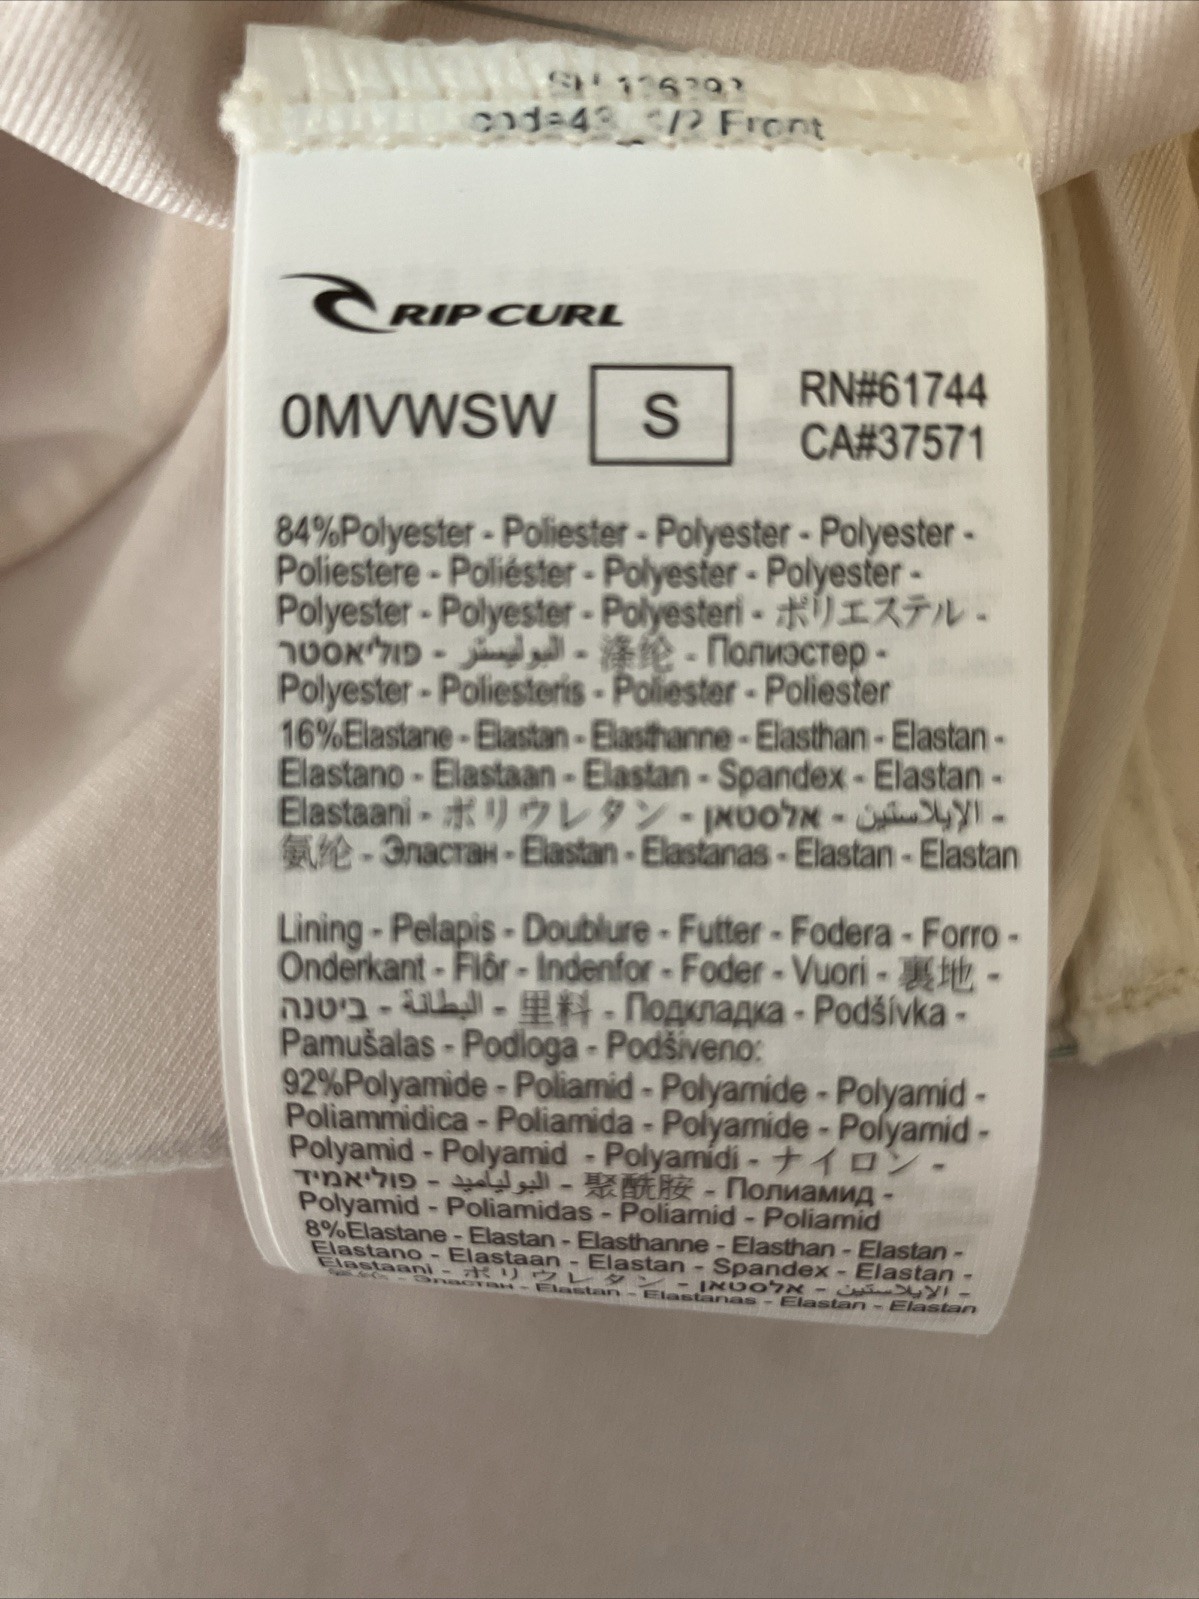 code43 1/2 Front
RIP CURL
0MVWSW S RN#61744
CA#37571
84%Polyester - Poliester - Polyester - Polyester -
Poliestere - Poliéster - Polyester - Polyester -
Polyester - Polyester - Polyesteri - ポリエステル -
פוליאסטר - البوليستر - 涤纶 - Полиэстер -
Polyester - Poliesteris - Poliester - Poliester
16%Elastane - Elastan - Elasthanne - Elasthan - Elastan -
Elastano - Elastaan - Elastan - Spandex - Elastan -
Elastaani - ポリウレタン - אלסטאן - الإيلاستين -
氨纶 - Эластан - Elastan - Elastanas - Elastan - Elastan
Lining - Pelapis - Doublure - Futter - Fodera - Forro -
Onderkant - Flôr - Indenfor - Foder - Vuori - 裏地 -
ביטנה - البطانة - 里料 - Подкладка - Podšívka -
Pamušalas - Podloga - Podšiveno:
92%Polyamide - Poliamid - Polyamide - Polyamid -
Poliammidica - Poliamida - Polyamide - Polyamid -
Polyamid - Polyamid - Polyamidi - ナイロン -
פוליאמיד - البولياميد - 聚酰胺 - Полиамид -
Polyamid - Poliamidas - Poliamid - Poliamid
8%Elastane - Elastan - Elasthanne - Elasthan - Elastan -
Elastano - Elastaan - Elastan - Spandex - Elastan -
Elastaani - ポリウレタン - אלסטאן - الإيلاستين -
氨纶 - Эластан - Elastan - Elastanas - Elastan - Elastan